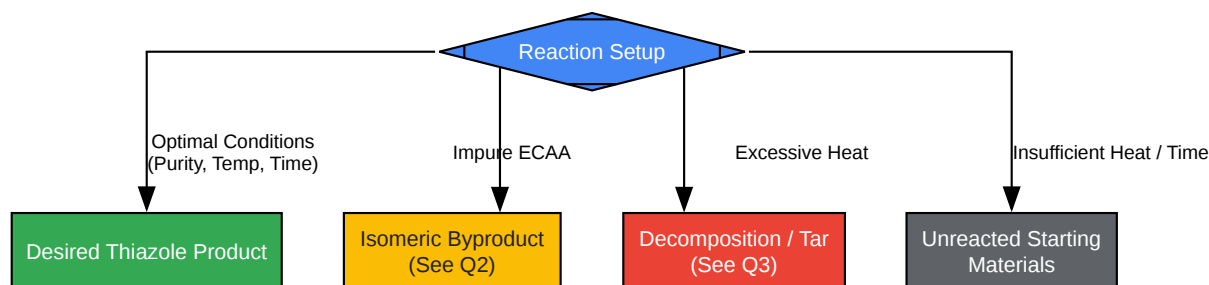 Reaction Setup
Optimal Conditions
(Purity, Temp, Time)
Impure ECAA
Excessive Heat
Insufficient Heat / Time
Desired Thiazole Product
Isomeric Byproduct
(See Q2)
Decomposition / Tar
(See Q3)
Unreacted Starting
Materials